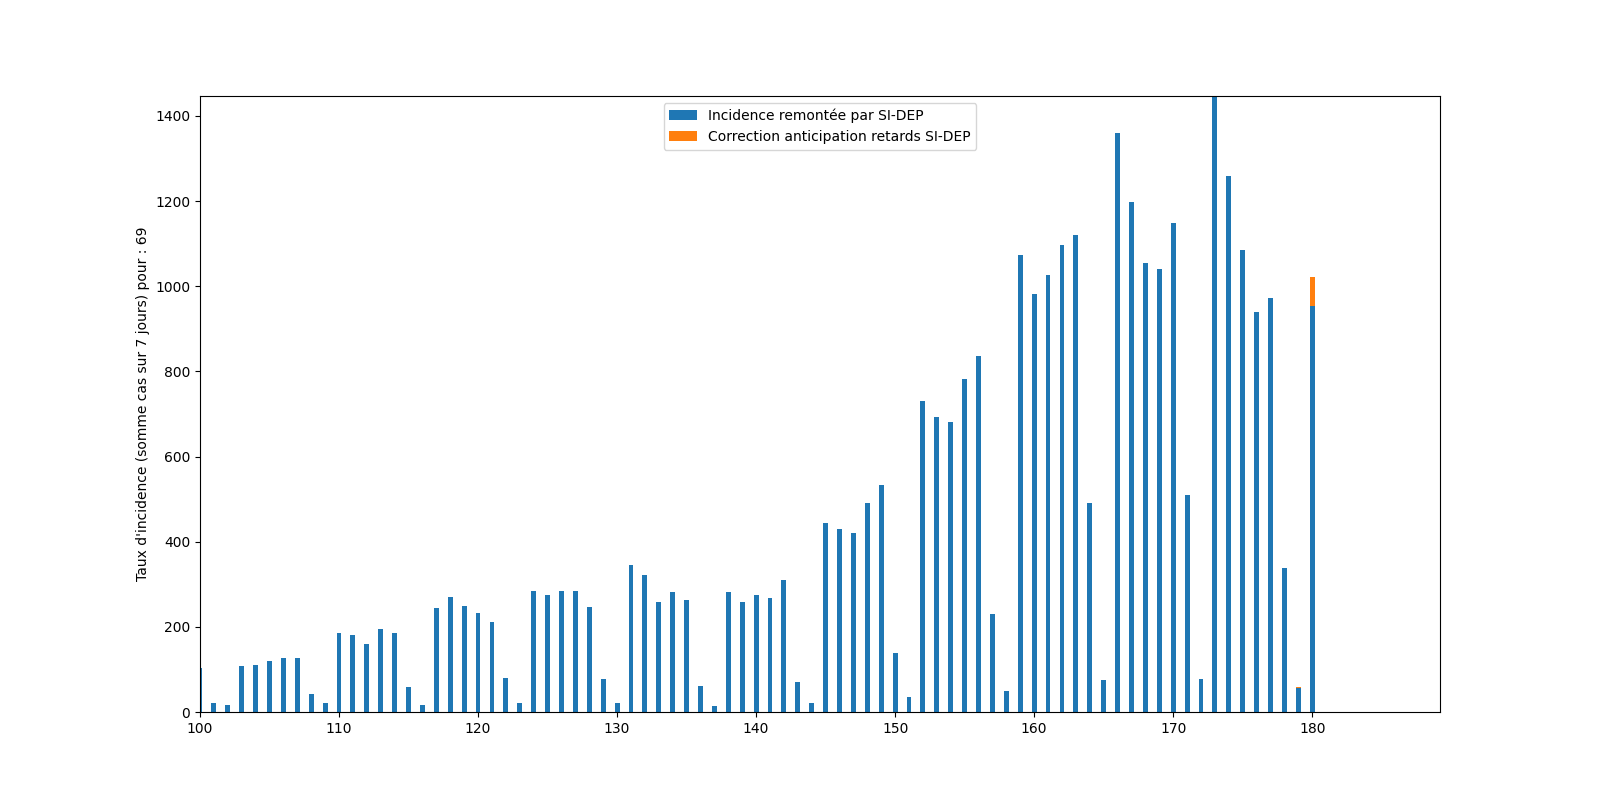 Incidence remontée par SI-DEP
Correction anticipation retards SI-DEP
Taux d'incidence (somme cas sur 7 jours) pour : 69
1400
1200
1000
800
600
400
200
0
100 110 120 130 140 150 160 170 180